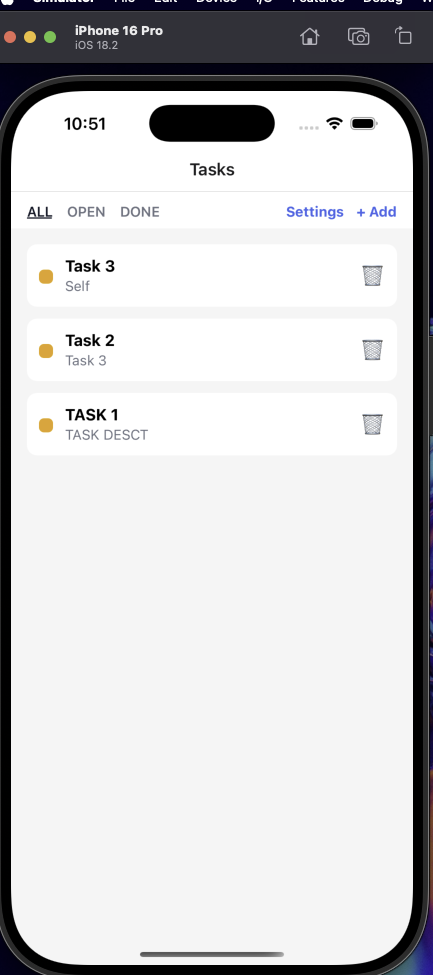 iPhone 16 Pro
iOS 18.2
10:51
Tasks
ALL OPEN DONE Settings + Add
Task 3
Self
Task 2
Task 3
TASK 1
TASK DESCT